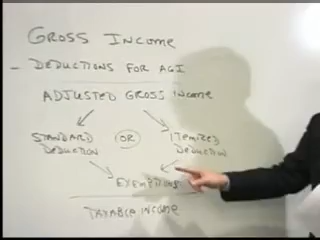 GROSS INCOME
- DEDUCTIONS FOR AGI
ADJUSTED GROSS INCOME
STANDARD DEDUCTION OR ITEMIZED DEDUCTION
EXEMPTIONS
TAXABLE INCOME